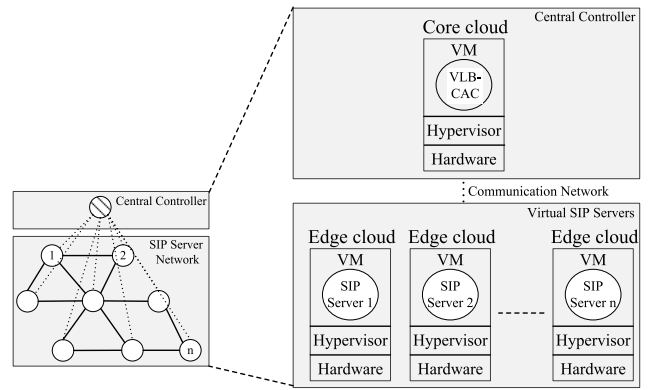 Central Controller
Core cloud
VM
VLB-
CAC
Hypervisor
Hardware
Communication Network
Central Controller
SIP Server
Network
1
2
n
Virtual SIP Servers
Edge cloud
VM
SIP
Server 1
Hypervisor
Hardware
Edge cloud
VM
SIP
Server 2
Hypervisor
Hardware
Edge cloud
VM
SIP
Server n
Hypervisor
Hardware